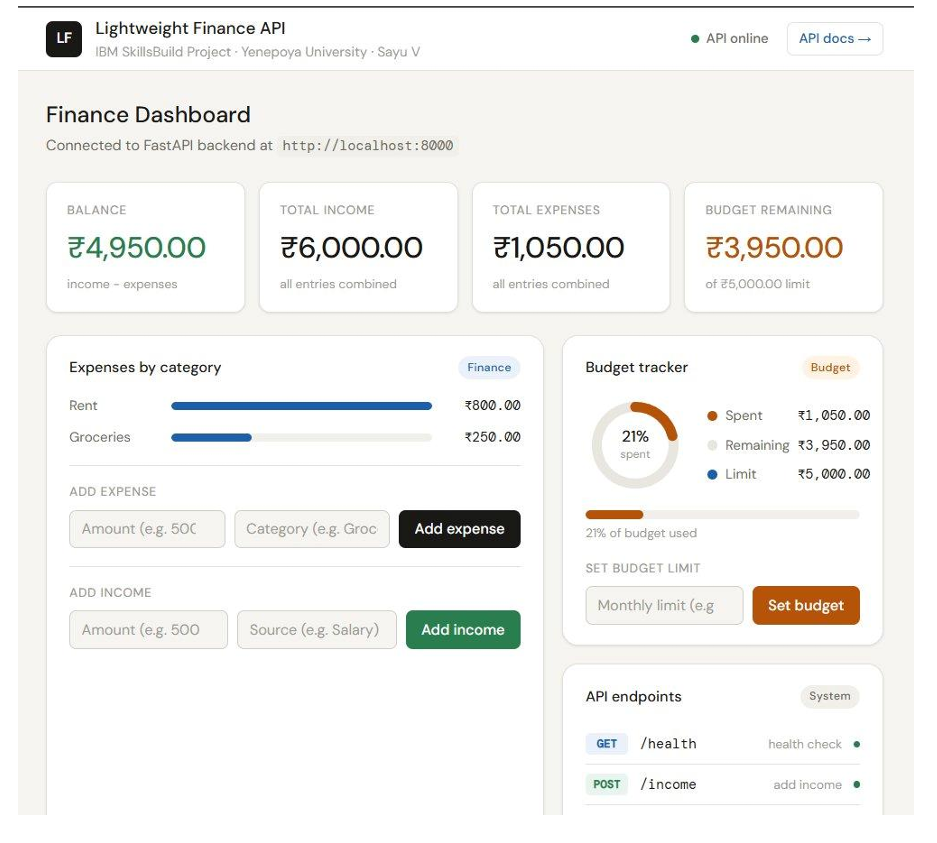 LF
Lightweight Finance API
IBM SkillsBuild Project · Yenepoya University · Sayu V
API online
API docs →
Finance Dashboard
Connected to FastAPI backend at http://localhost:8000
BALANCE
₹4,950.00
income - expenses
TOTAL INCOME
₹6,000.00
all entries combined
TOTAL EXPENSES
₹1,050.00
all entries combined
BUDGET REMAINING
₹3,950.00
of ₹5,000.00 limit
Expenses by category
Finance
Rent ₹800.00
Groceries ₹250.00
ADD EXPENSE
Amount (e.g. 500 Category (e.g. Groc Add expense
ADD INCOME
Amount (e.g. 500 Source (e.g. Salary) Add income
Budget tracker
Budget
21%
spent
Spent ₹1,050.00
Remaining ₹3,950.00
Limit ₹5,000.00
21% of budget used
SET BUDGET LIMIT
Monthly limit (e.g Set budget
API endpoints
System
GET /health health check
POST /income add income